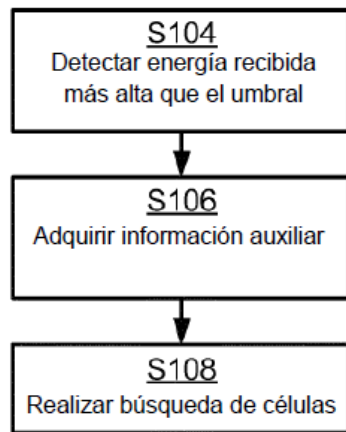 S104
Detectar energía recibida
más alta que el umbral
S106
Adquirir información auxiliar
S108
Realizar búsqueda de células